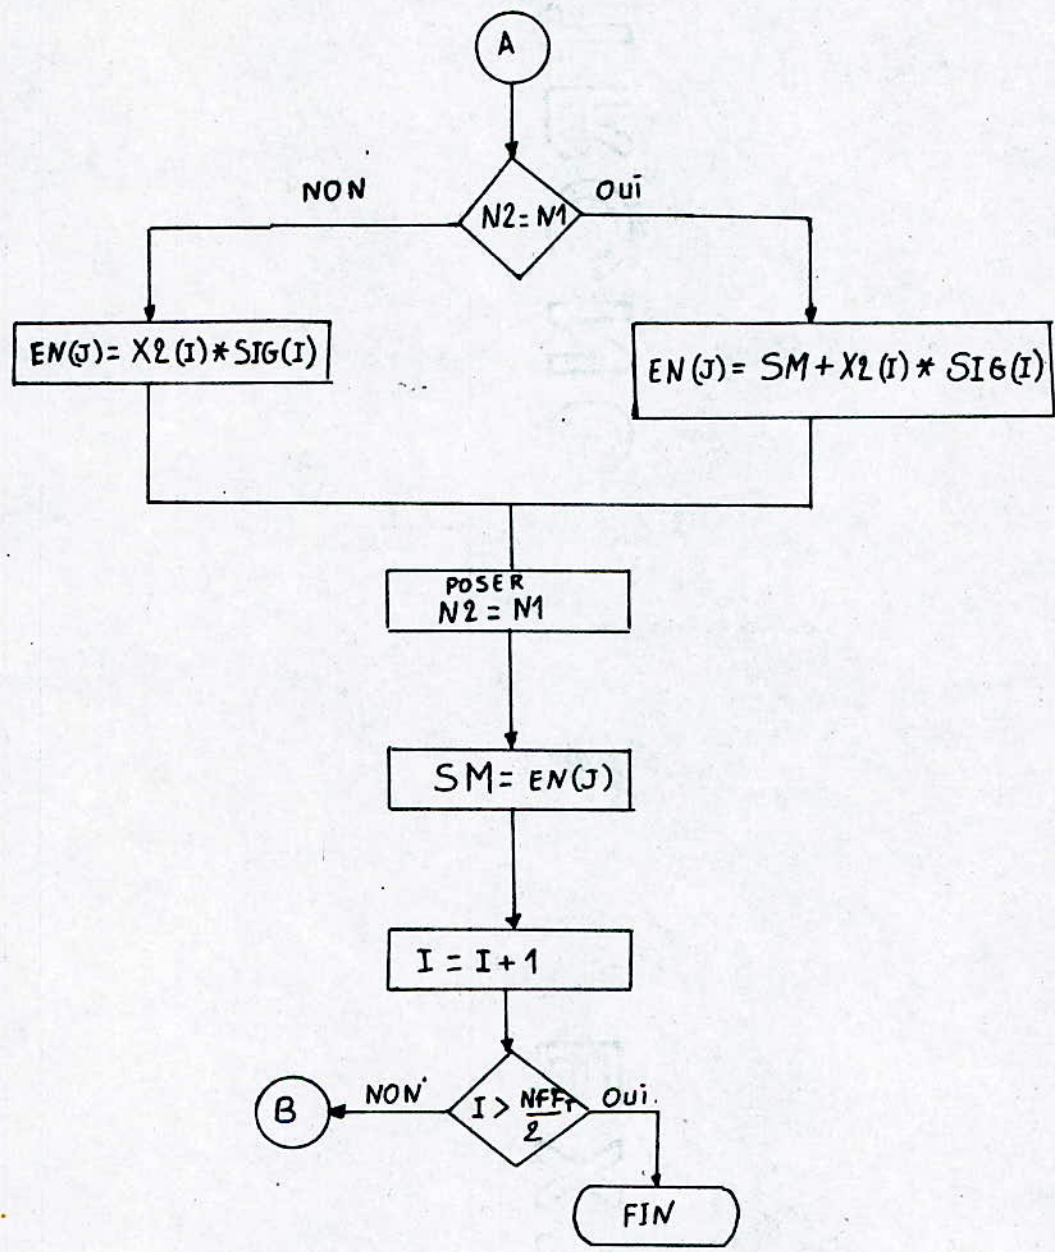 A
NON
OUI
N2 = N1
EN(J) = X2(I) * SIG(I)
EN(J) = SM + X2(I) * SIG(I)
POSER
N2 = N1
SM = EN(J)
I = I + 1
B
NON
I > NFFT/2
OUI.
FIN